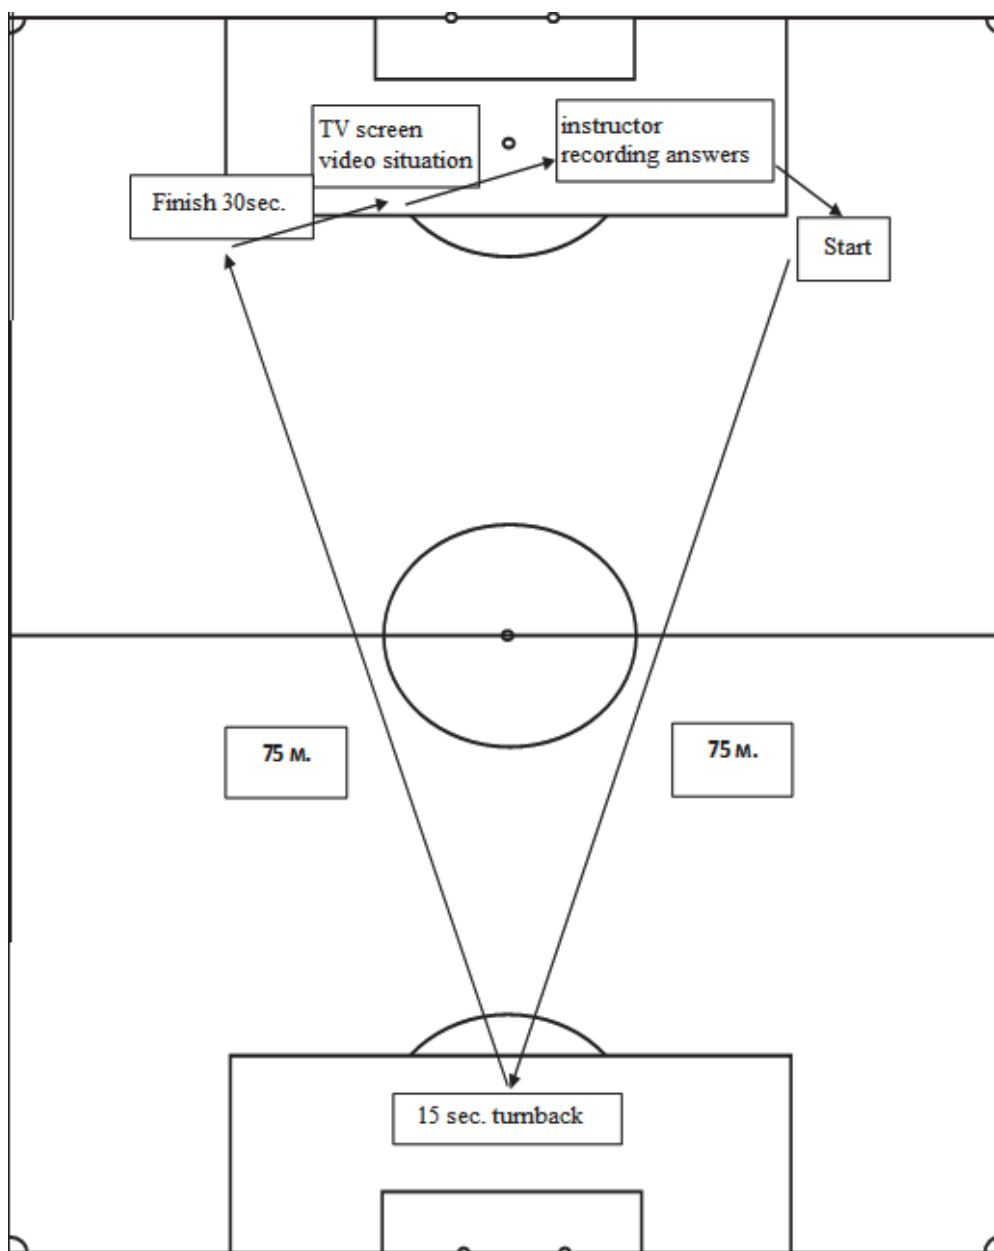 TV screen
video situation
instructor
recording answers
Finish 30sec.
Start
75 м.
75 м.
15 sec. turnback